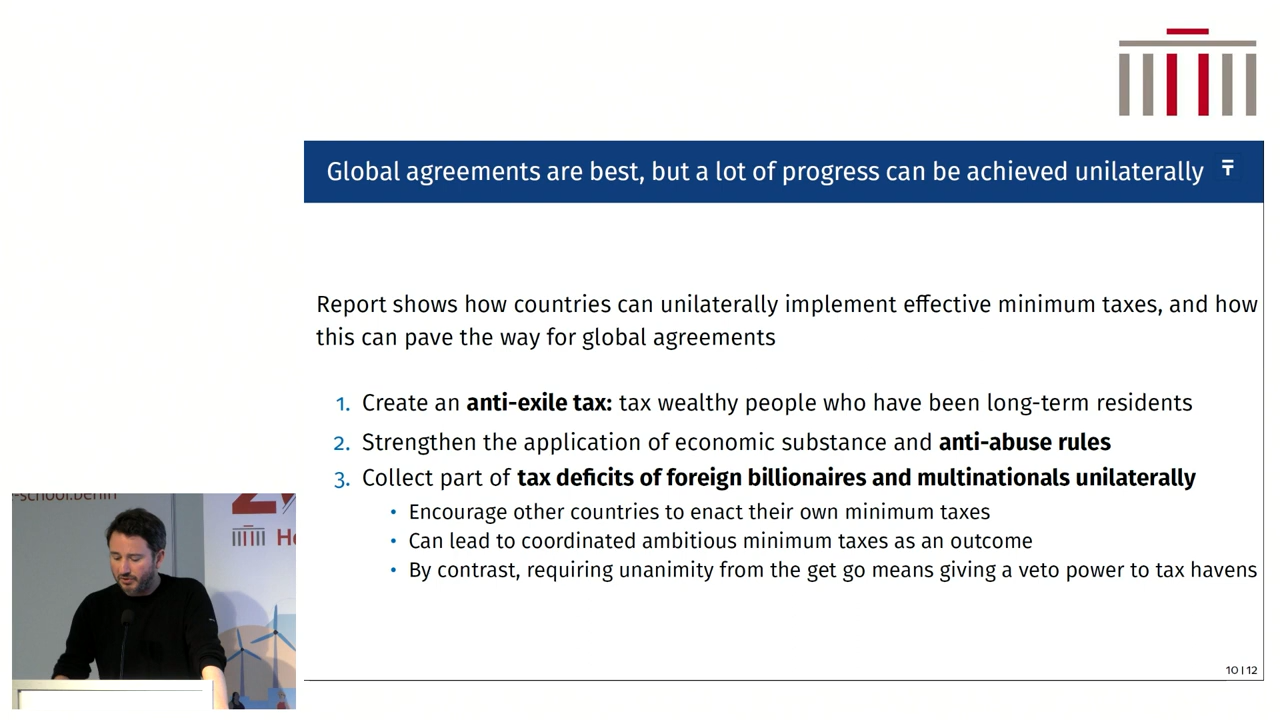 Global agreements are best, but a lot of progress can be achieved unilaterally
Report shows how countries can unilaterally implement effective minimum taxes, and how
this can pave the way for global agreements
1. Create an anti-exile tax: tax wealthy people who have been long-term residents
2. Strengthen the application of economic substance and anti-abuse rules
3. Collect part of tax deficits of foreign billionaires and multinationals unilaterally
• Encourage other countries to enact their own minimum taxes
• Can lead to coordinated ambitious minimum taxes as an outcome
• By contrast, requiring unanimity from the get go means giving a veto power to tax havens
10 | 12
-school.berlin
He